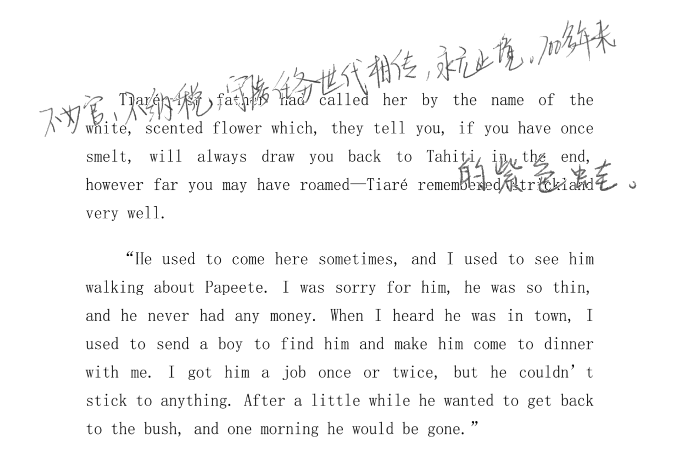 不为官、不纳税,守陵任务世代相传,永无止境。700多年来
Tiaré—her father had called her by the name of the
white, scented flower which, they tell you, if you have once
smelt, will always draw you back to Tahiti in the end,
however far you may have roamed—Tiaré remembered Strickland
的紫色
very well.
“He used to come here sometimes, and I used to see him
walking about Papeete. I was sorry for him, he was so thin,
and he never had any money. When I heard he was in town, I
used to send a boy to find him and make him come to dinner
with me. I got him a job once or twice, but he couldn’t
stick to anything. After a little while he wanted to get back
to the bush, and one morning he would be gone.”